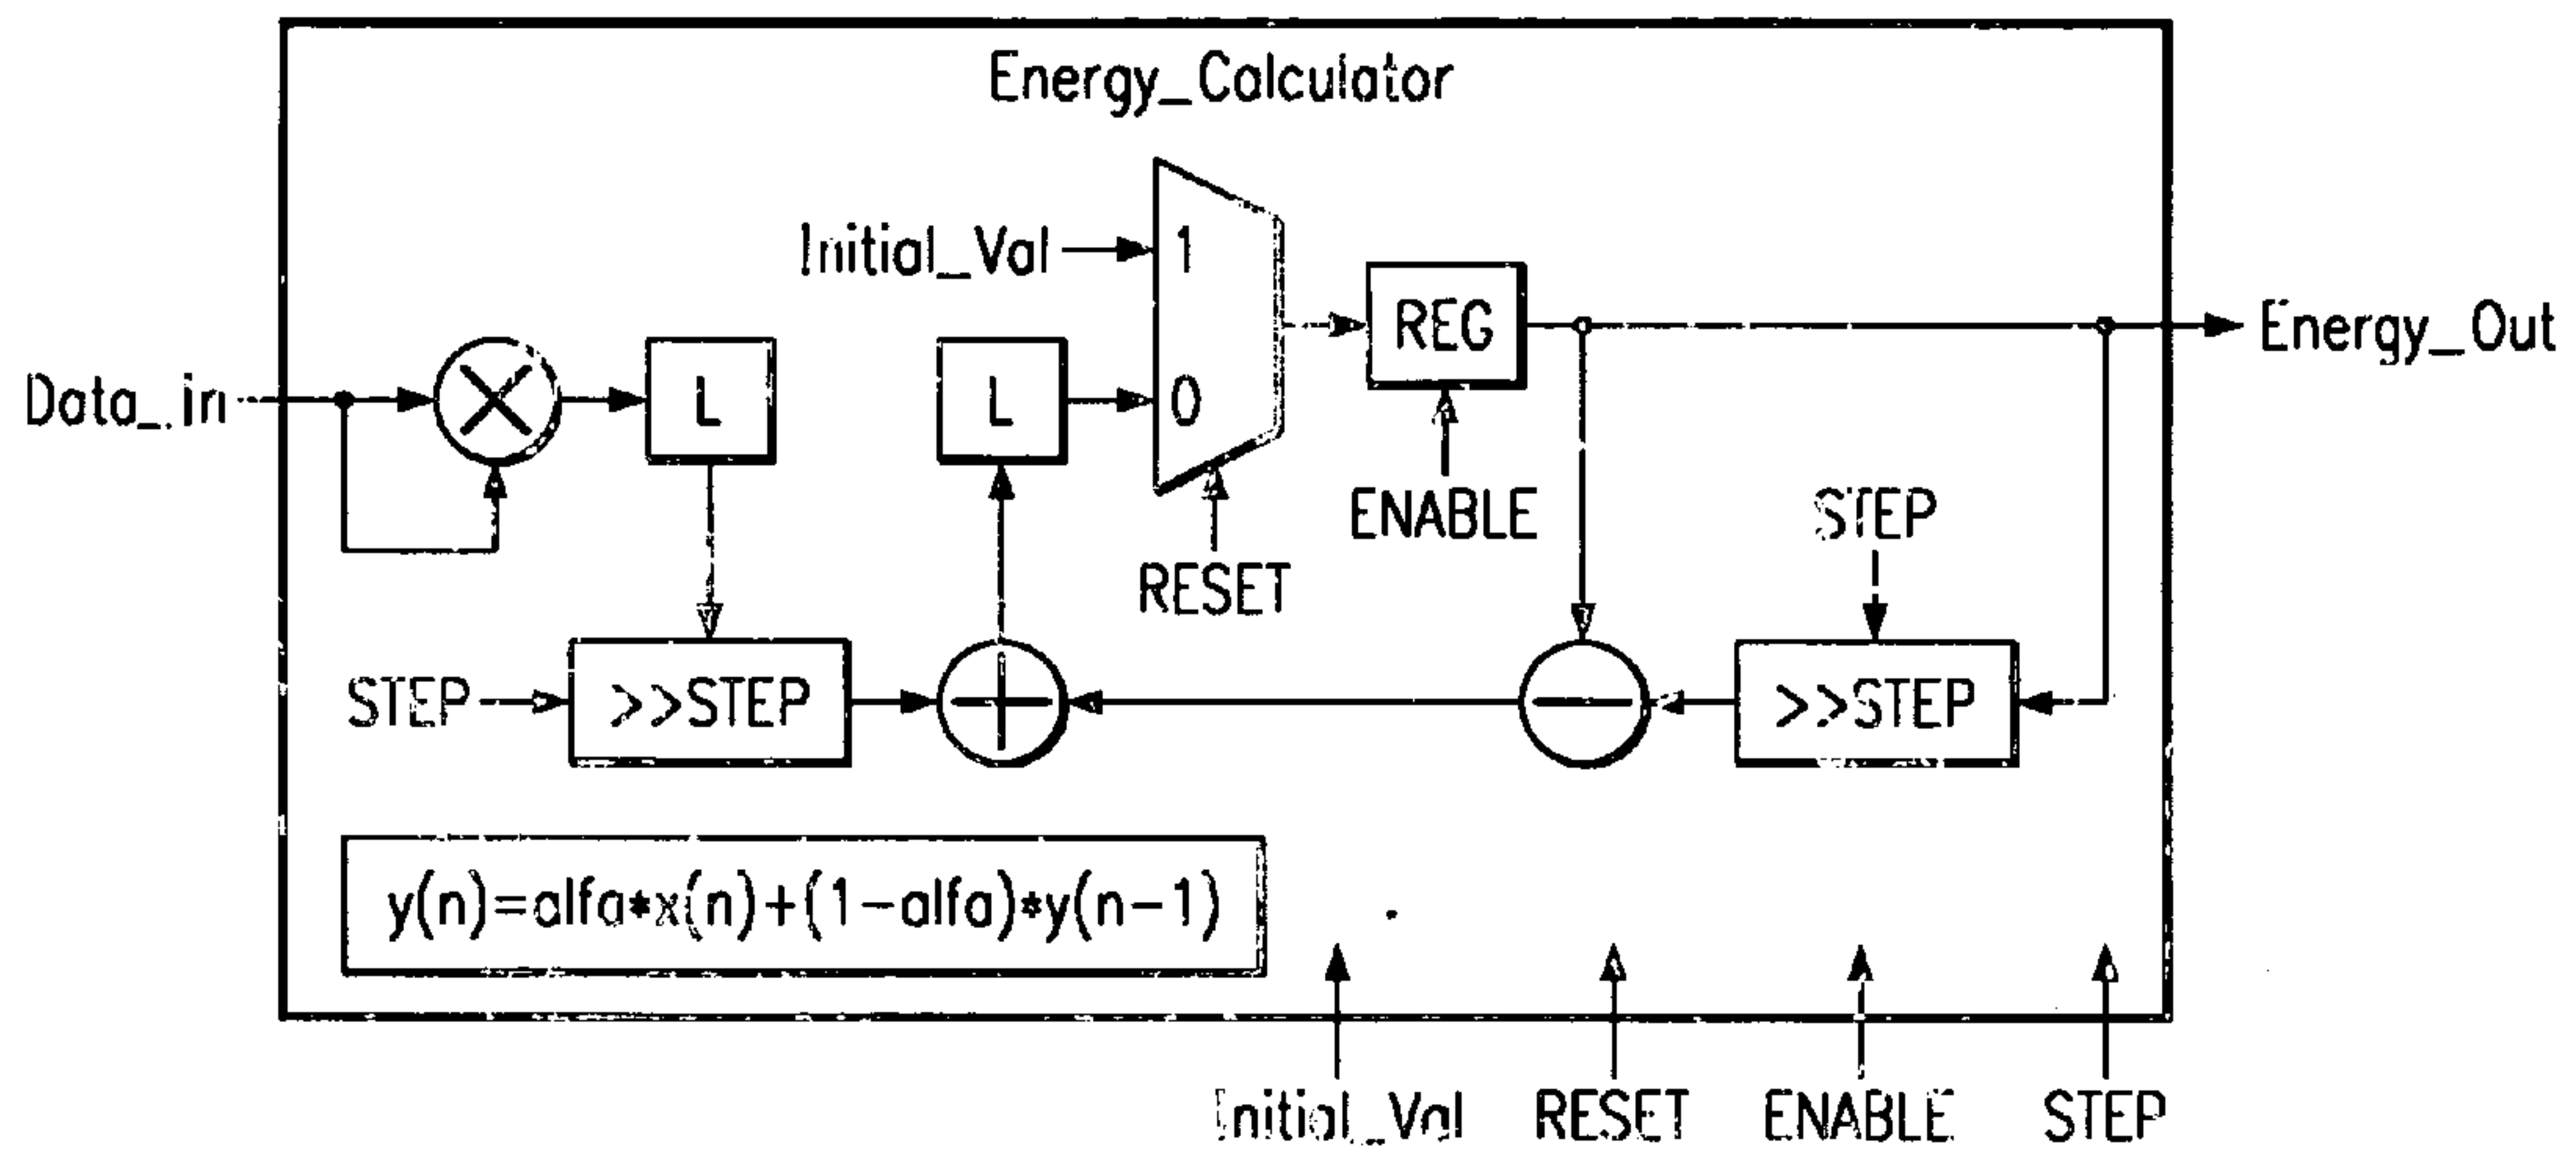 Energy_Calculator
Initial_Val
1
REG
Energy_Out
Data_in
L
L
0
ENABLE
STEP
RESET
STEP
>>STEP
>>STEP
y(n)=alfa*x(n)+(1-alfa)*y(n-1)
Initial_Val
RESET
ENABLE
STEP